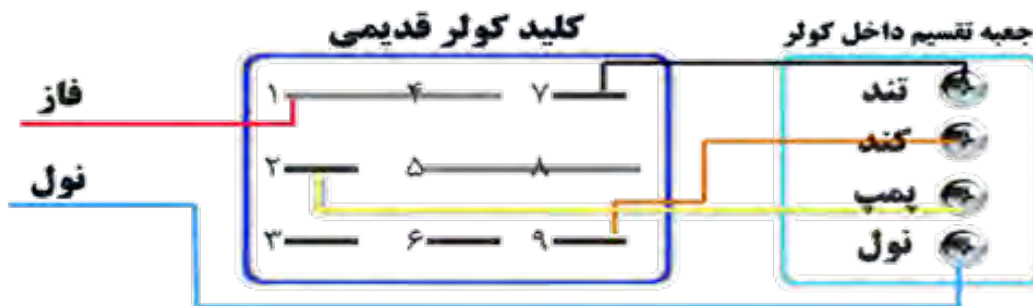 کلید کولر قدیمی
جعبه تقسیم داخل کولر
فاز
نول
۱ ۴ ۷
۲ ۵ ۸
۳ ۶ ۹
تند
کند
پمپ
نول